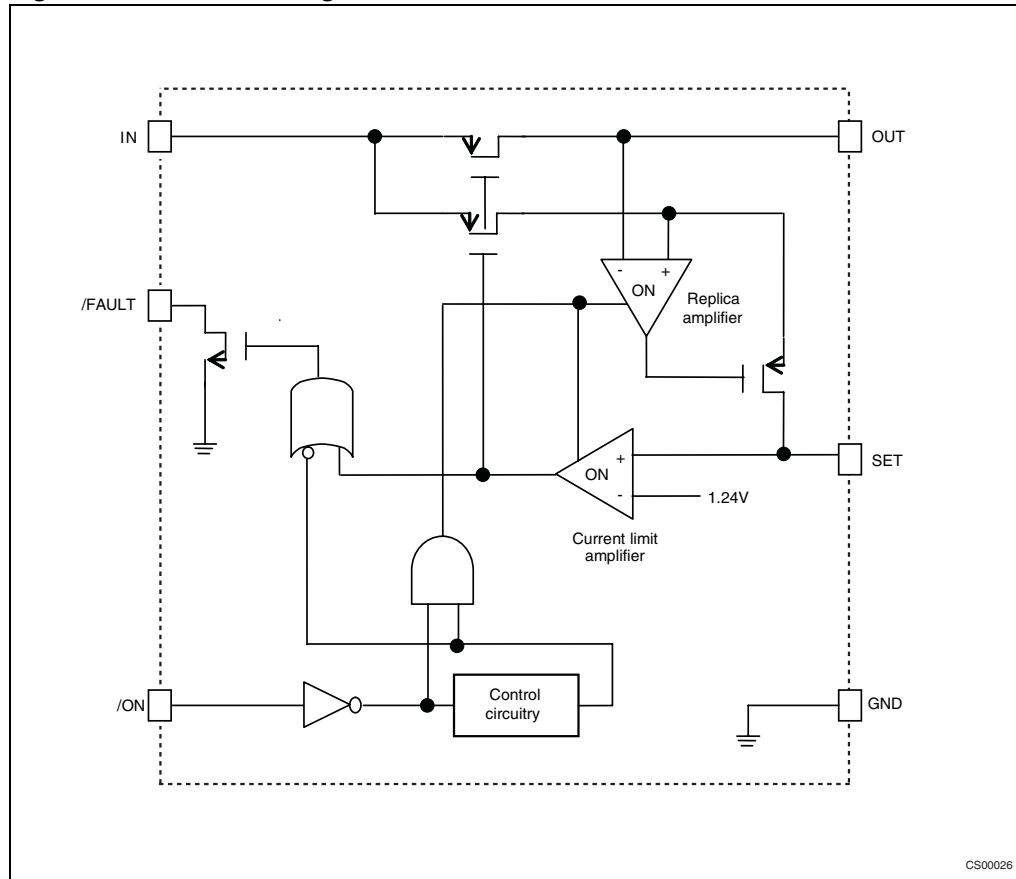 IN
OUT
-
+
ON
Replica
amplifier
/FAULT
+
ON
-
SET
1.24V
Current limit
amplifier
/ON
Control
circuitry
GND
CS00026